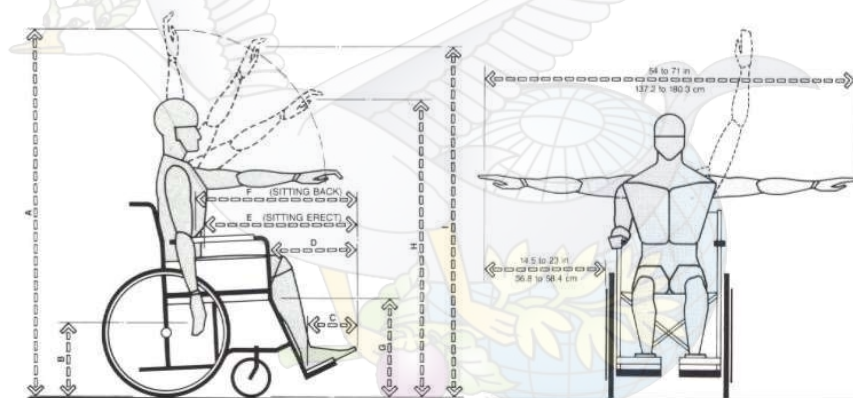 A
B
F (SITTING BACK)
E (SITTING ERECT)
D
C
G
H
I
54 to 71 in
137.2 to 180.3 cm
14.5 to 23 in
36.8 to 58.4 cm